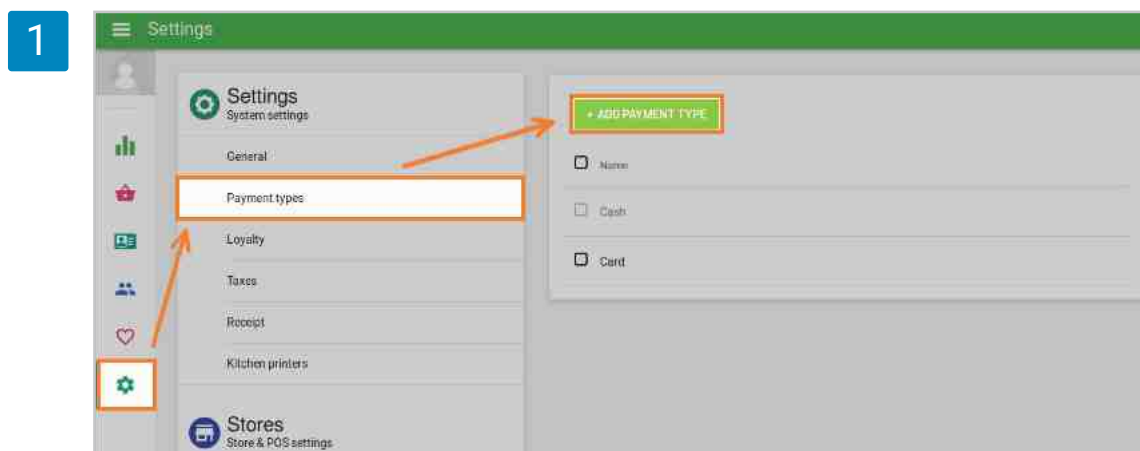 1
Settings
Settings
System settings
General
Payment types
Loyalty
Taxes
Receipt
Kitchen printers
Stores
Store & POS settings
+ ADD PAYMENT TYPE
Name
Cash
Card